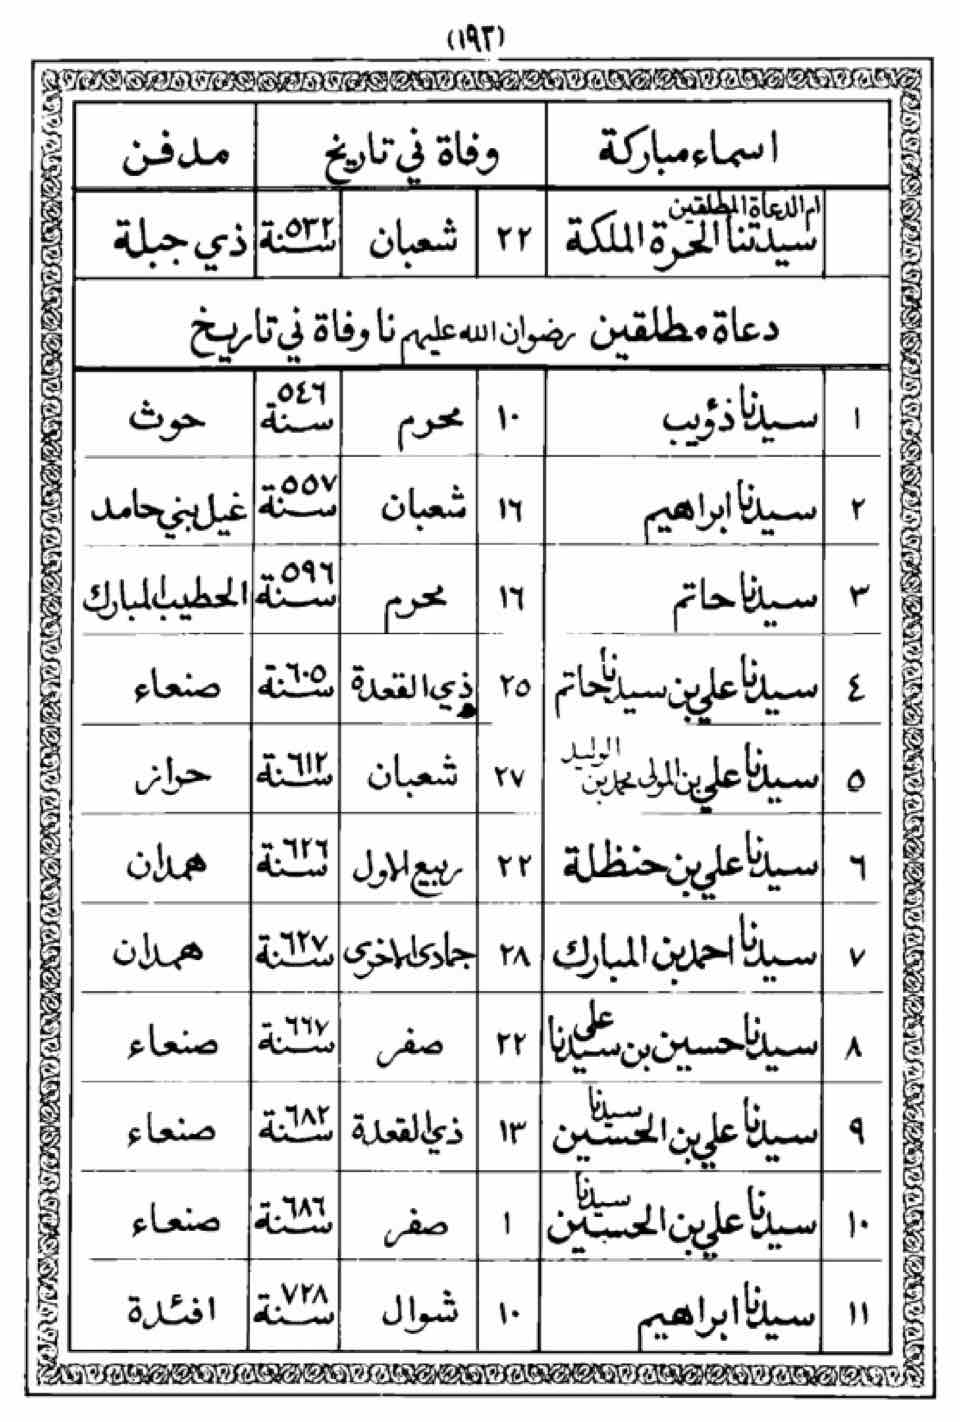 (١٩٣)
اسماء مباركة وفاة في تاريخ مدفن
ام الدعاة المطلقين
سيدتنا الحرة الملكة ٢٢ شعبان سنة ٥٣٢ ذي جبلة
دعاة مطلقين رضوان الله عليهم نا وفاة في تاريخ
١ سيدنا ذؤيب ١٠ محرم سنة ٥٤٦ حوث
٢ سيدنا ابراهيم ١٦ شعبان سنة ٥٥٧ غيل بني حامد
٣ سيدنا حاتم ١٦ محرم سنة ٥٩٦ الحطيب المبارك
٤ سيدنا علي بن سيدنا حاتم ٢٥ ذي القعدة سنة ٦٠٥ صنعاء
٥ سيدنا علي بن المولى محمد بن الوليد ٢٧ شعبان سنة ٦١٢ حراز
٦ سيدنا علي بن حنظلة ٢٢ ربيع الاول سنة ٦٢٦ همدان
٧ سيدنا احمد بن المبارك ٢٨ جمادى الاخرى سنة ٦٢٧ همدان
٨ سيدنا حسين بن سيدنا علي ٢٢ صفر سنة ٦٦٧ صنعاء
٩ سيدنا علي بن سيدنا الحسين ١٣ ذي القعدة سنة ٦٨٢ صنعاء
١٠ سيدنا علي بن سيدنا الحسين ١ صفر سنة ٦٨٦ صنعاء
١١ سيدنا ابراهيم ١٠ شوال سنة ٧٢٨ افئدة